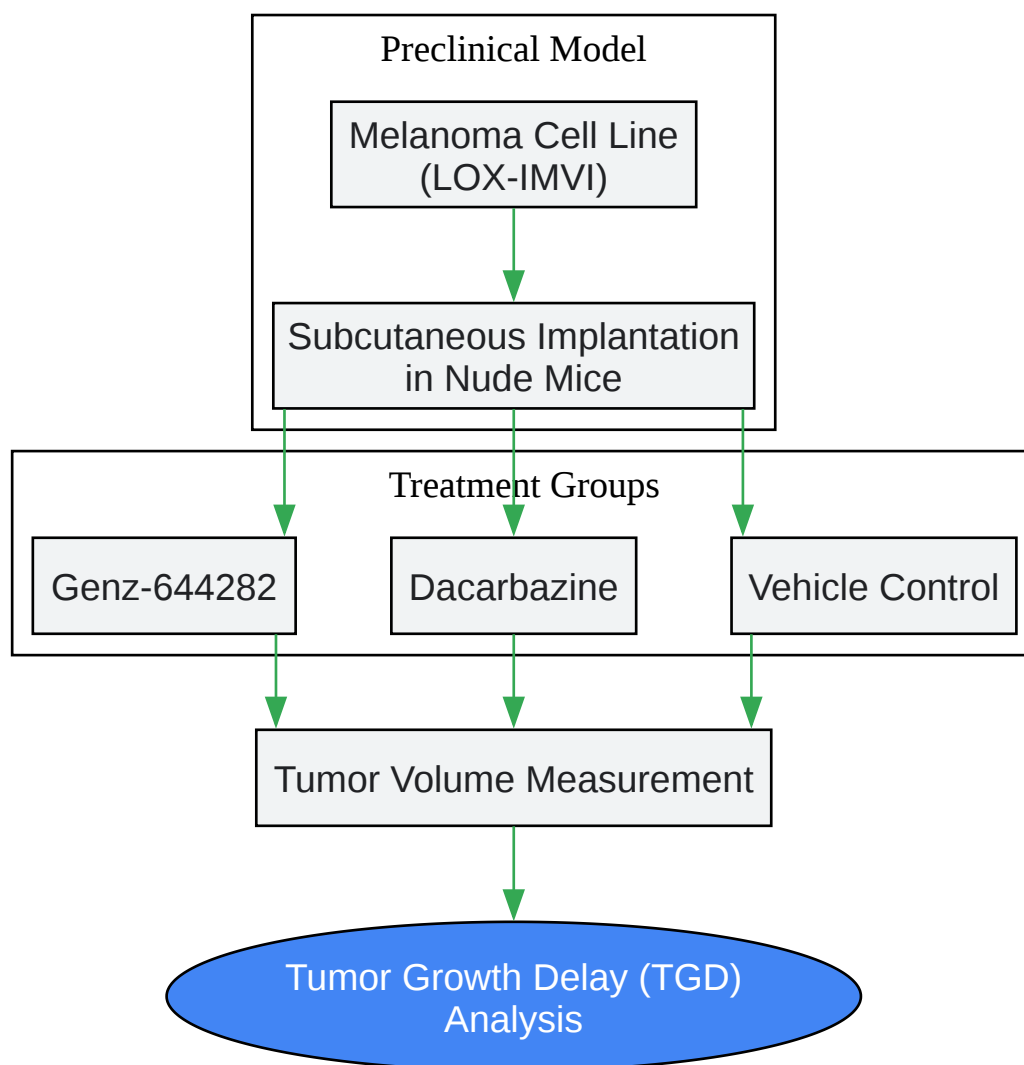 Preclinical Model
Melanoma Cell Line
(LOX-IMVI)
Subcutaneous Implantation
in Nude Mice
Treatment Groups
Genz-644282
Dacarbazine
Vehicle Control
Tumor Volume Measurement
Tumor Growth Delay (TGD)
Analysis